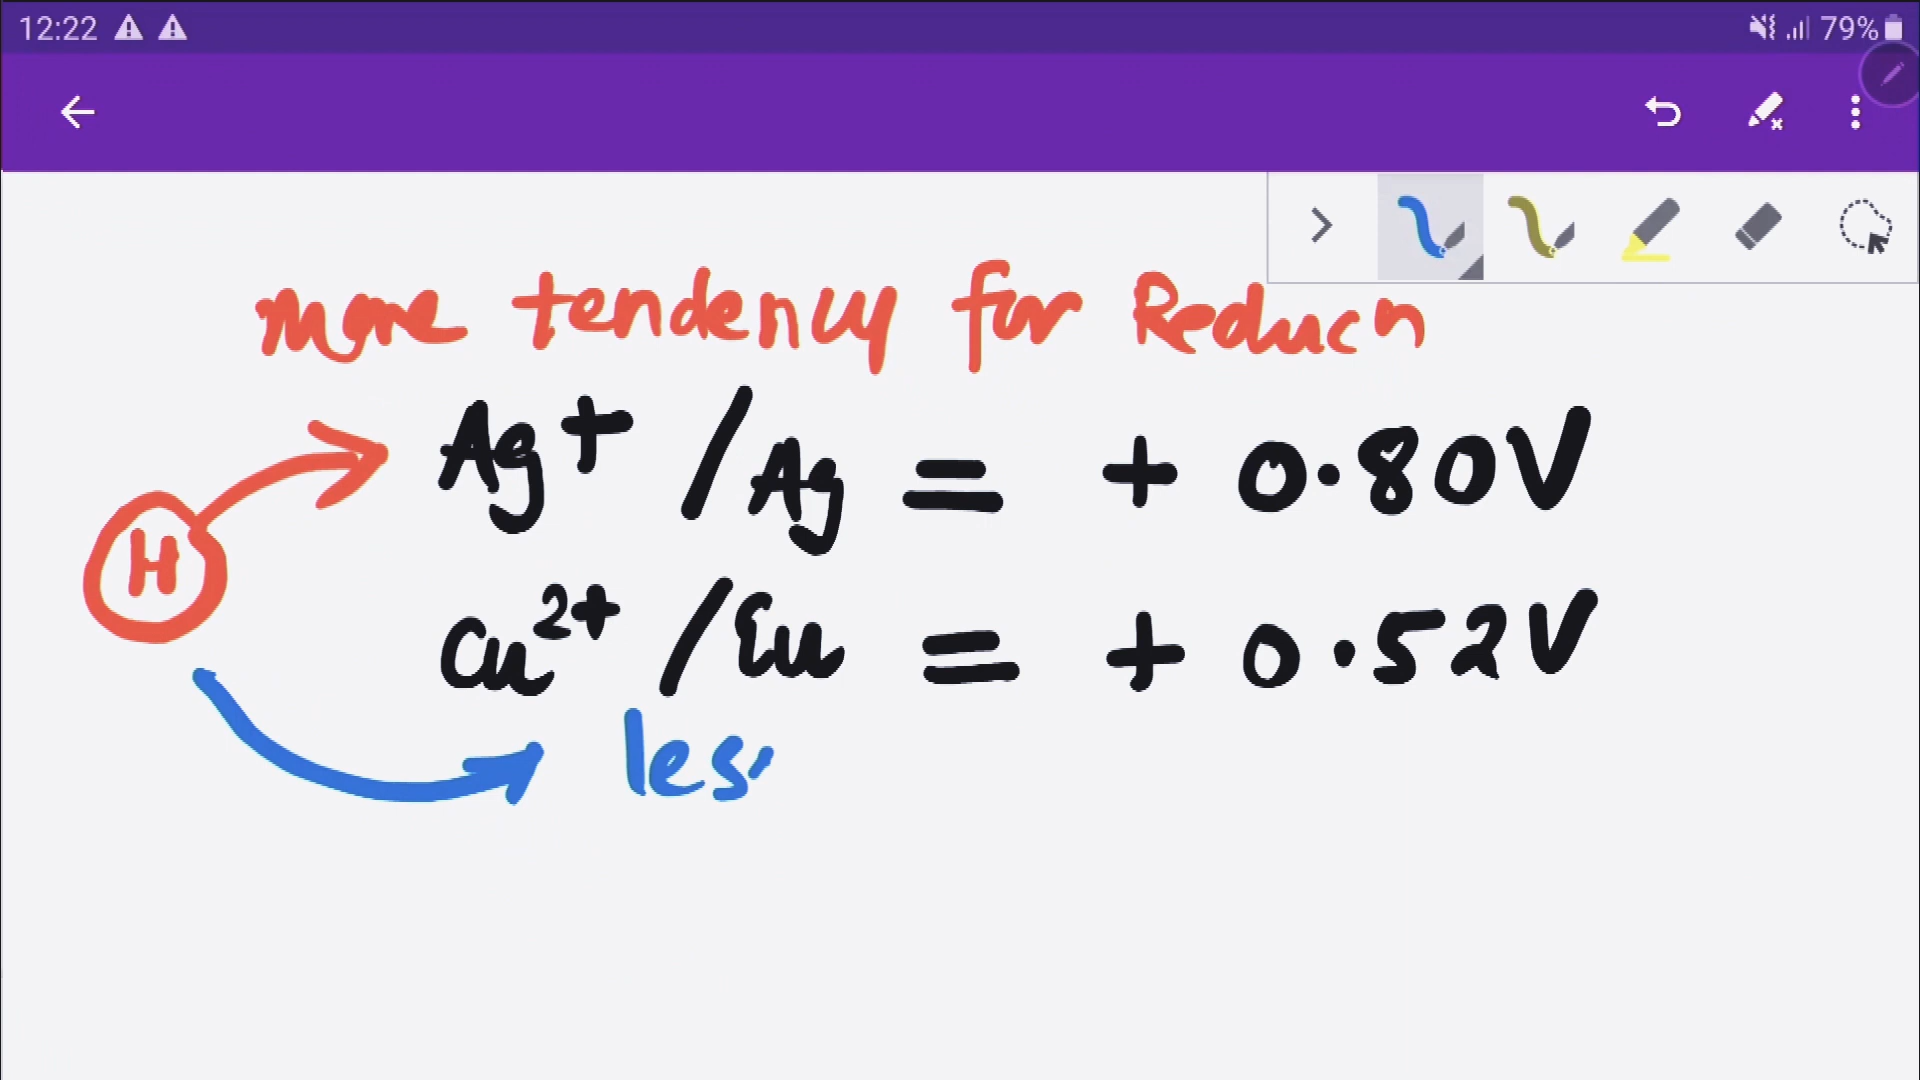 12:22 79%
more tendency for Reducn
Ag+ / Ag = + 0.80V
H
Cu²⁺ / Cu = + 0.52V
les